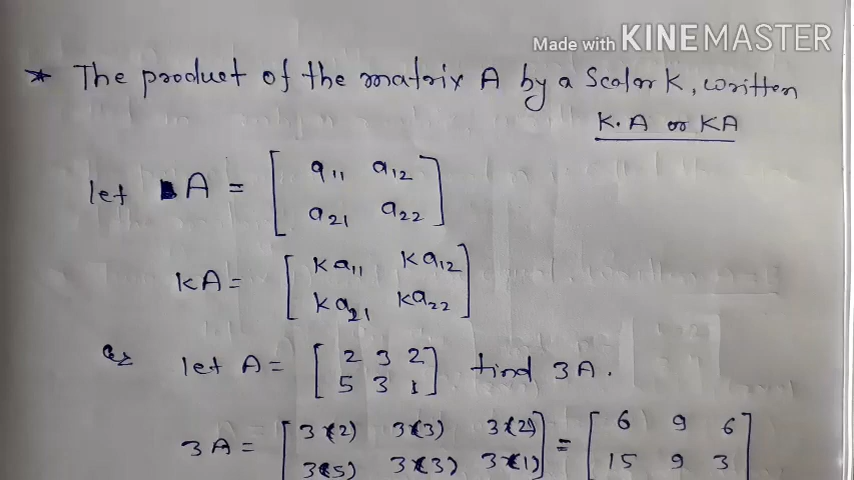 Made with KINEMASTER
* The product of the matrix A by a Scalar K, written
K.A or KA
let A = [ a11 a12
a21 a22 ]
KA = [ Ka11 Ka12
Ka21 Ka22 ]
let A = [ 2 3 2
5 3 1 ] find 3A.
3A = [ 3(2) 3(3) 3(2)
3(5) 3(3) 3(1) ] = [ 6 9 6
15 9 3 ]